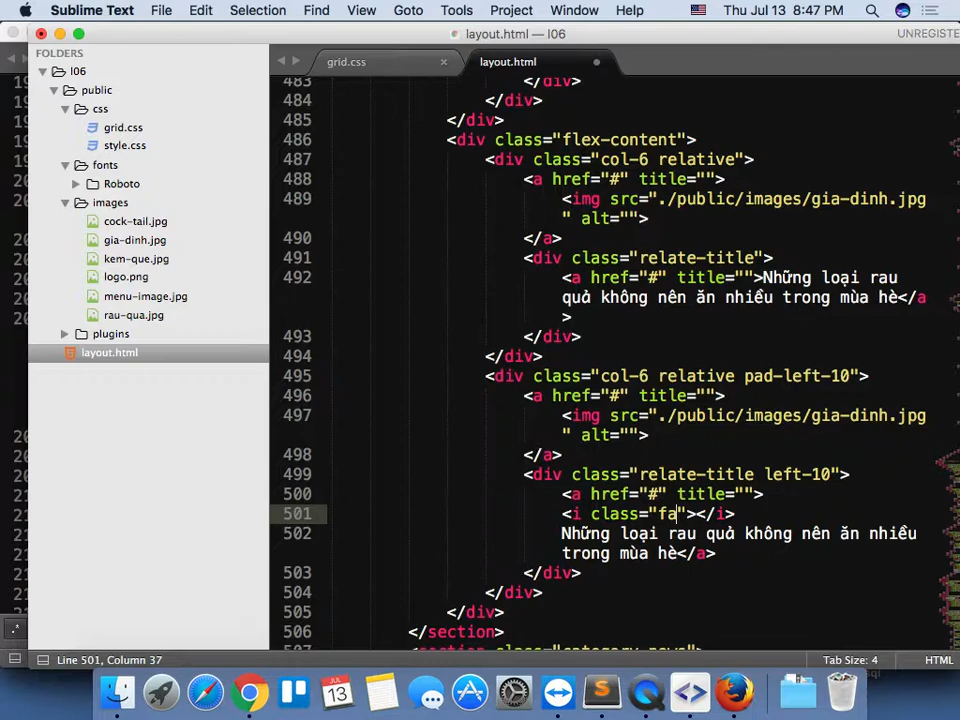 Sublime Text File Edit Selection Find View Goto Tools Project Window Help Thu Jul 13 8:47 PM
layout.html — l06 UNREGISTE
FOLDERS
l06
public
css
grid.css
style.css
fonts
Roboto
images
cock-tail.jpg
gia-dinh.jpg
kem-que.jpg
logo.png
menu-image.jpg
rau-qua.jpg
plugins
layout.html
grid.css × layout.html
483 </div>
484 </div>
485 </div>
486 <div class="flex-content">
487 <div class="col-6 relative">
488 <a href="#" title="">
489 <img src="./public/images/gia-dinh.jpg
" alt="">
490 </a>
491 <div class="relate-title">
492 <a href="#" title="">Những loại rau
quả không nên ăn nhiều trong mùa hè</a
>
493 </div>
494 </div>
495 <div class="col-6 relative pad-left-10">
496 <a href="#" title="">
497 <img src="./public/images/gia-dinh.jpg
" alt="">
498 </a>
499 <div class="relate-title left-10">
500 <a href="#" title="">
501 <i class="fa"></i>
502 Những loại rau quả không nên ăn nhiều
trong mùa hè</a>
503 </div>
504 </div>
505 </div>
506 </section>
507 <section class="category-news">
Line 501, Column 37 Tab Size: 4 HTML